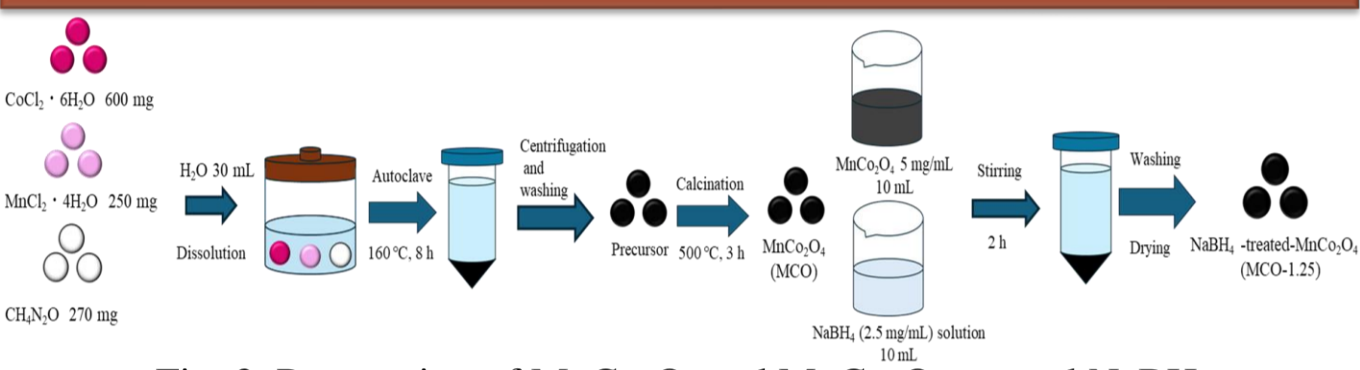 CoCl₂・6H₂O 600 mg
MnCl₂・4H₂O 250 mg
CH₄N₂O 270 mg
H₂O 30 mL
Dissolution
Autoclave
160 °C, 8 h
Centrifugation
and
washing
Precursor
Calcination
500 °C, 3 h
MnCo₂O₄
(MCO)
MnCo₂O₄ 5 mg/mL
10 mL
NaBH₄ (2.5 mg/mL) solution
10 mL
Stirring
2 h
Washing
Drying
NaBH₄ -treated-MnCo₂O₄
(MCO-1.25)